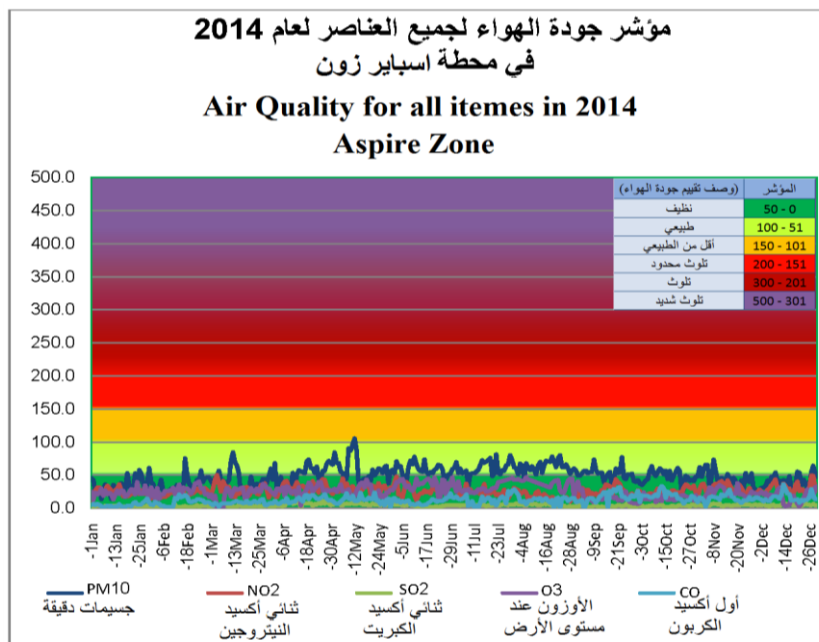 مؤشر جودة الهواء لجميع العناصر لعام 2014
في محطة اسباير زون
Air Quality for all itemes in 2014
Aspire Zone
500.0
450.0
400.0
350.0
300.0
250.0
200.0
150.0
100.0
50.0
0.0
المؤشر (وصف تقييم جودة الهواء)
50 - 0 نظيف
100 - 51 طبيعي
150 - 101 أقل من الطبيعي
200 - 151 تلوث محدود
300 - 201 تلوث
500 - 301 تلوث شديد
-1Jan
-13Jan
-25Jan
-6Feb
-18Feb
-1Mar
-13Mar
-25Mar
-6Apr
-18Apr
-30Apr
-12May
-24May
-5Jun
-17Jun
-29Jun
-11Jul
-23Jul
-4Aug
-16Aug
-28Aug
-9Sep
-21Sep
-3Oct
-15Oct
-27Oct
-8Nov
-20Nov
-2Dec
-14Dec
-26Dec
PM10
جسيمات دقيقة
NO2
ثنائي أكسيد
النيتروجين
SO2
ثنائي أكسيد
الكبريت
O3
الأوزون عند
مستوى الأرض
CO
أول أكسيد
الكربون